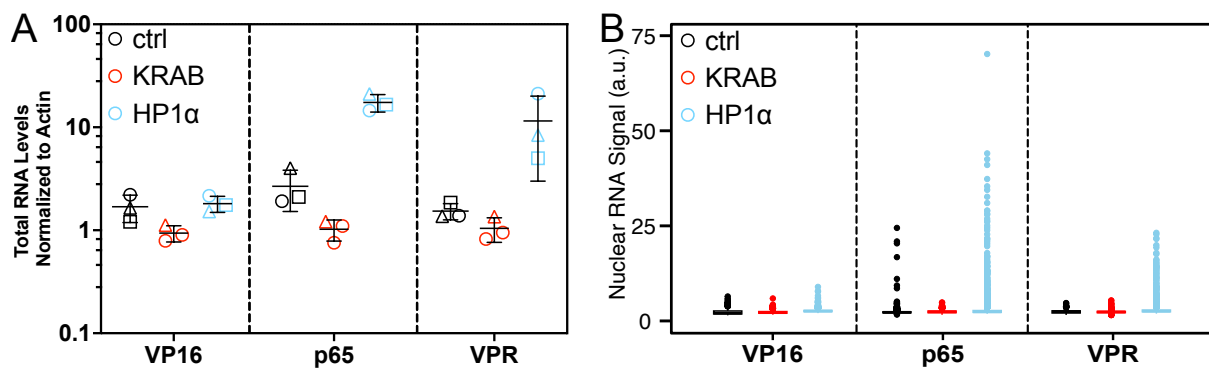 A
Total RNA Levels
Normalized to Actin
100
10
1
0.1
ctrl
KRAB
HP1α
VP16
p65
VPR
B
Nuclear RNA Signal (a.u.)
75
50
25
0
ctrl
KRAB
HP1α
VP16
p65
VPR